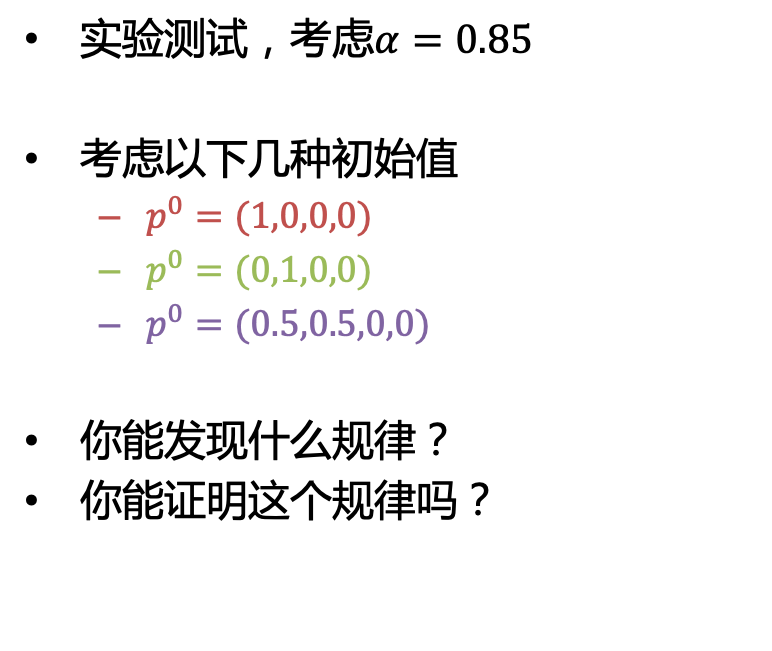 • 实验测试，考虑α = 0.85
• 考虑以下几种初始值
– p⁰ = (1,0,0,0)
– p⁰ = (0,1,0,0)
– p⁰ = (0.5,0.5,0,0)
• 你能发现什么规律？
• 你能证明这个规律吗？